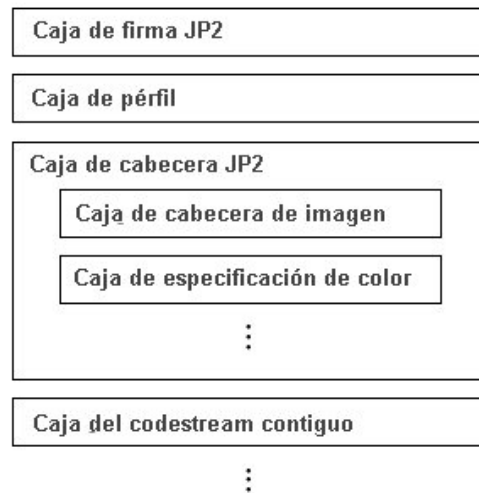 Caja de firma JP2
Caja de pérfil
Caja de cabecera JP2
Caja de cabecera de imagen
Caja de especificación de color
⋮
Caja del codestream contiguo
⋮